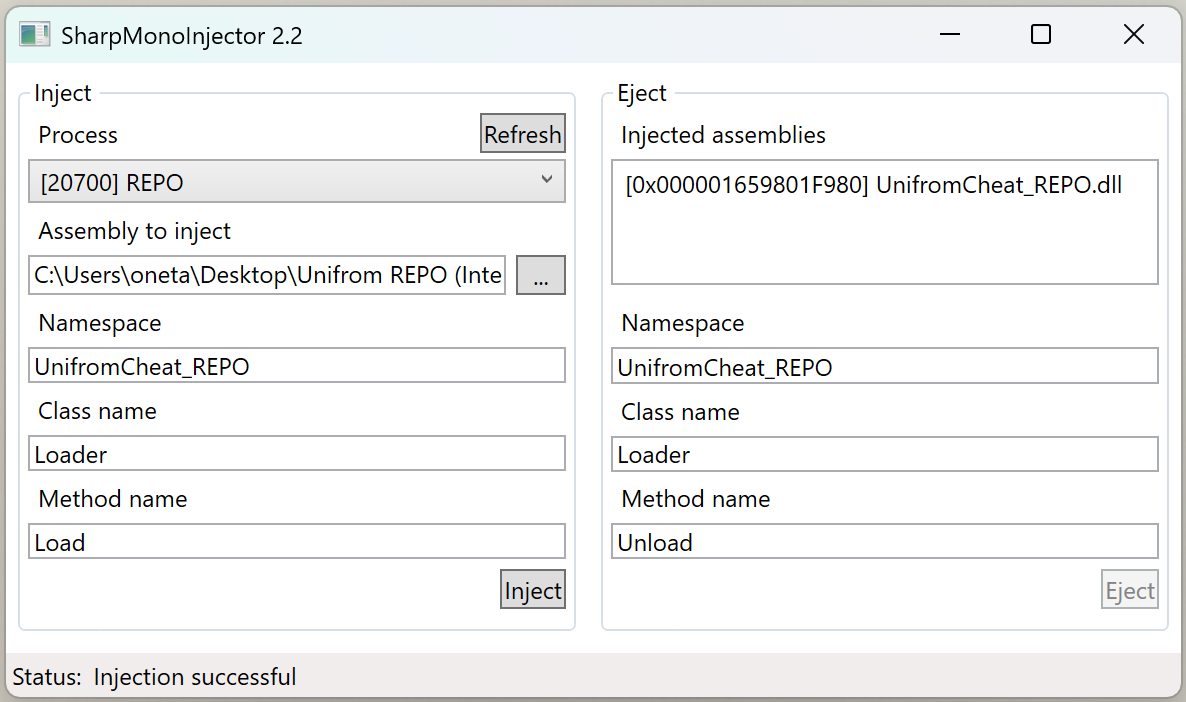 SharpMonoInjector 2.2
Inject
Process
Refresh
[20700] REPO
Assembly to inject
C:\Users\oneta\Desktop\Unifrom REPO (Inte
...
Namespace
UnifromCheat_REPO
Class name
Loader
Method name
Load
Inject
Eject
Injected assemblies
[0x000001659801F980] UnifromCheat_REPO.dll
Namespace
UnifromCheat_REPO
Class name
Loader
Method name
Unload
Eject
Status: Injection successful